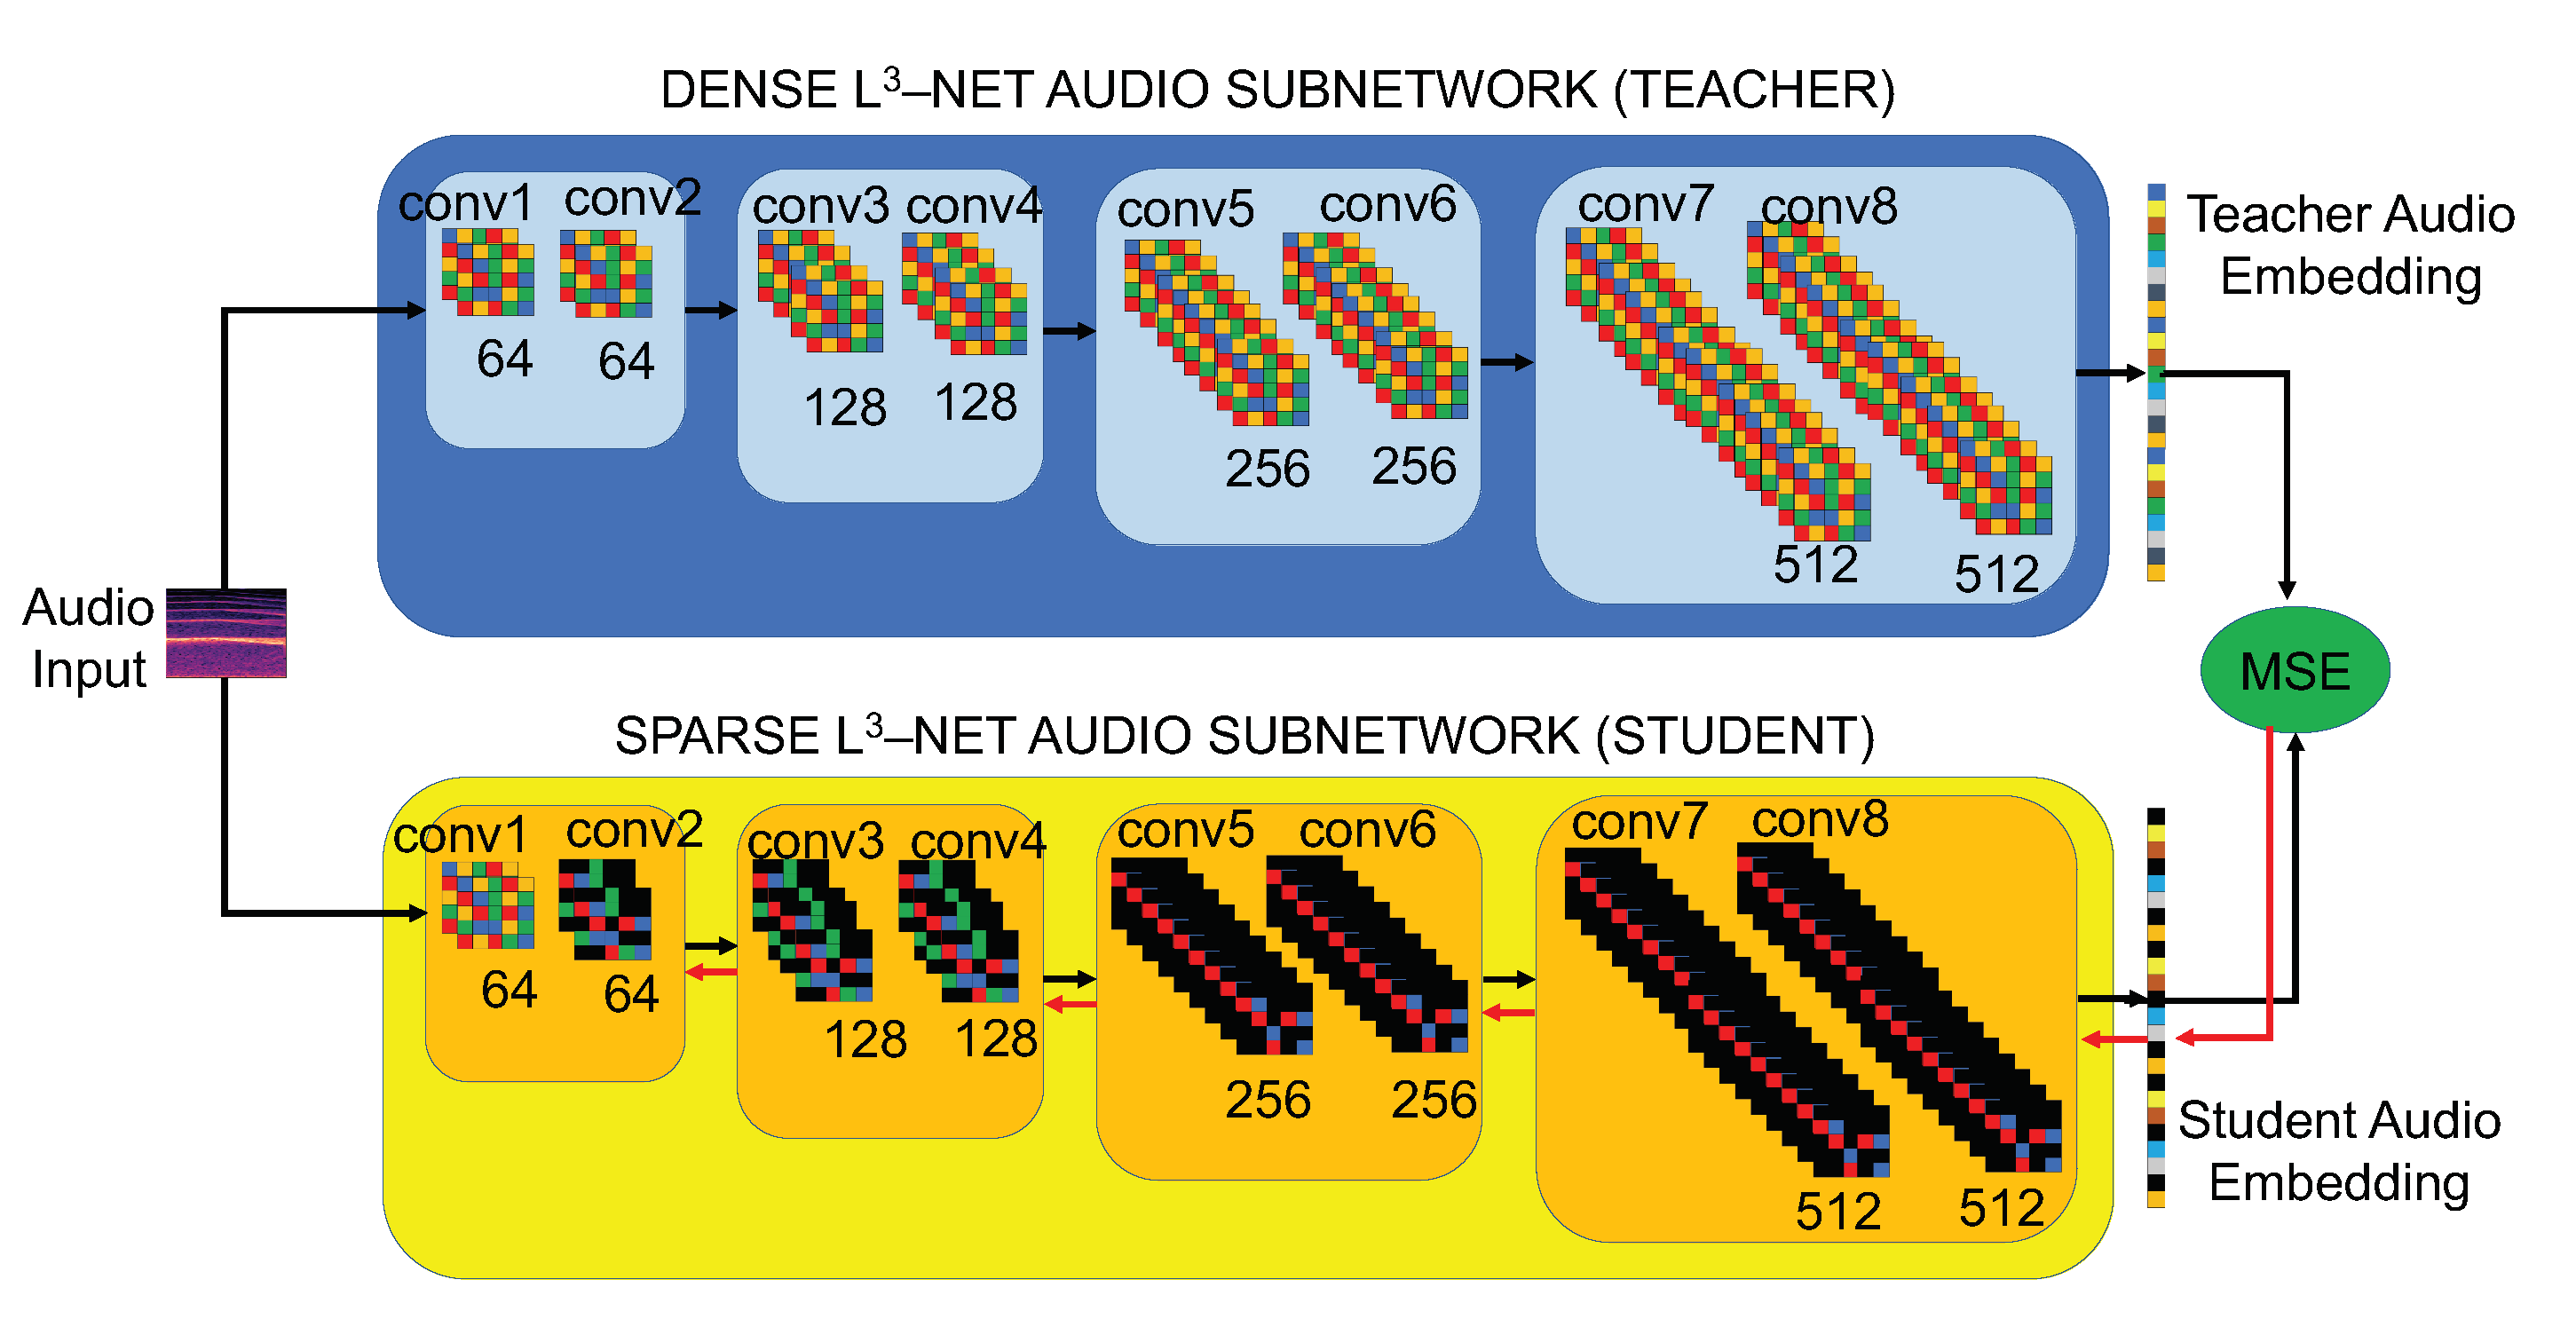 DENSE L³–NET AUDIO SUBNETWORK (TEACHER)
conv1 conv2 conv3 conv4 conv5 conv6 conv7 conv8
64 64 128 128 256 256 512 512
Teacher Audio
Embedding
Audio
Input
MSE
SPARSE L³–NET AUDIO SUBNETWORK (STUDENT)
conv1 conv2 conv3 conv4 conv5 conv6 conv7 conv8
64 64 128 128 256 256 512 512
Student Audio
Embedding